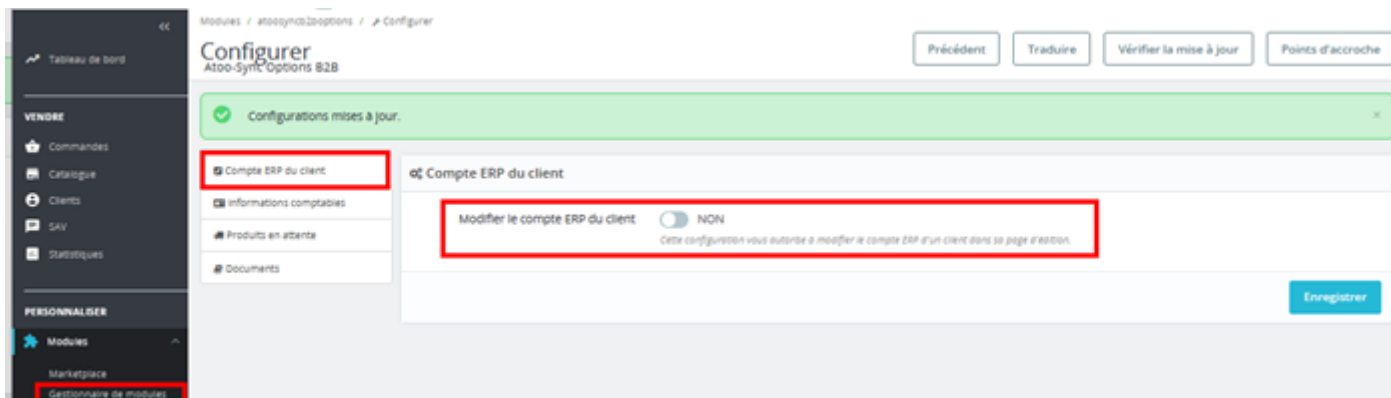 «
Tableau de bord
VENDRE
Commandes
Catalogue
Clients
SAV
Statistiques
PERSONNALISER
Modules
Marketplace
Gestionnaire de modules
Modules / atoosyncb2boptions / Configurer
Configurer
Atoo-Sync Options B2B
Précédent
Traduire
Vérifier la mise à jour
Points d'accroche
Configurations mises à jour.
×
Compte ERP du client
Informations comptables
Produits en attente
Documents
Compte ERP du client
Modifier le compte ERP du client NON
Cette configuration vous autorise à modifier le compte ERP d'un client dans sa page d'édition.
Enregistrer